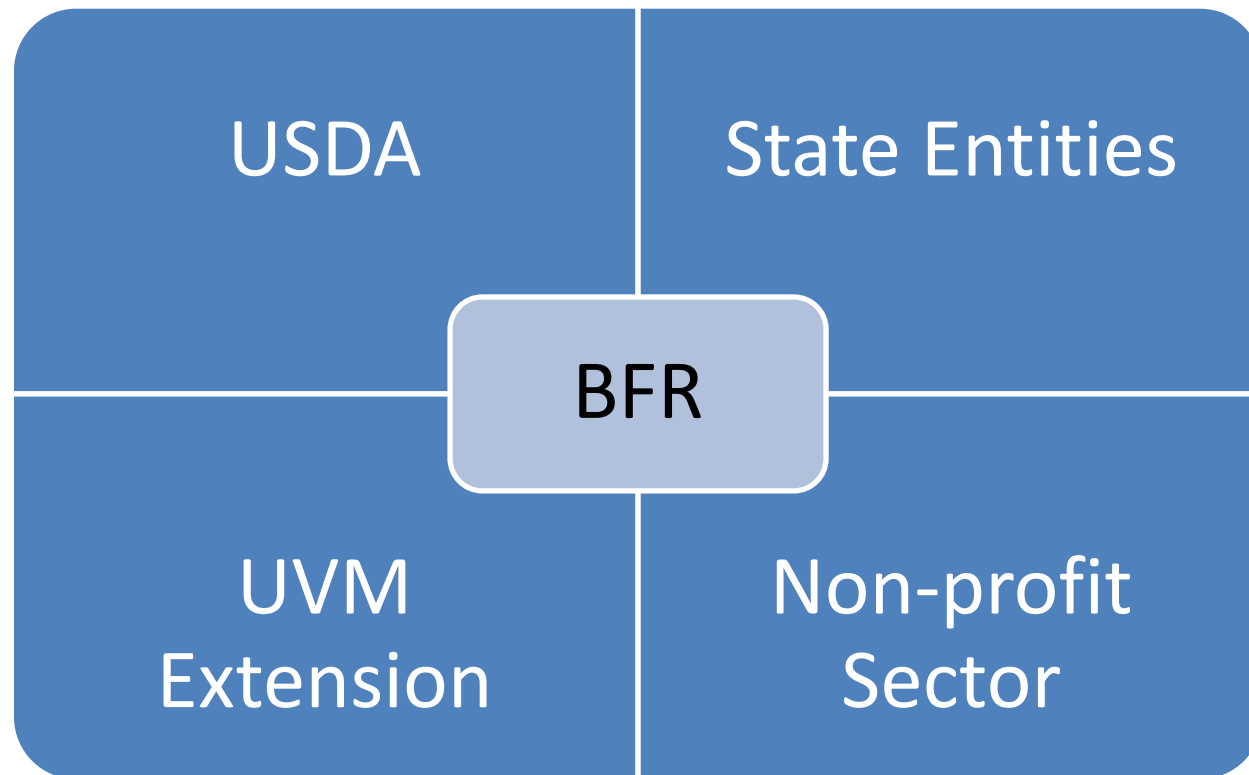 USDA
State Entities
BFR
UVM
Extension
Non-profit
Sector